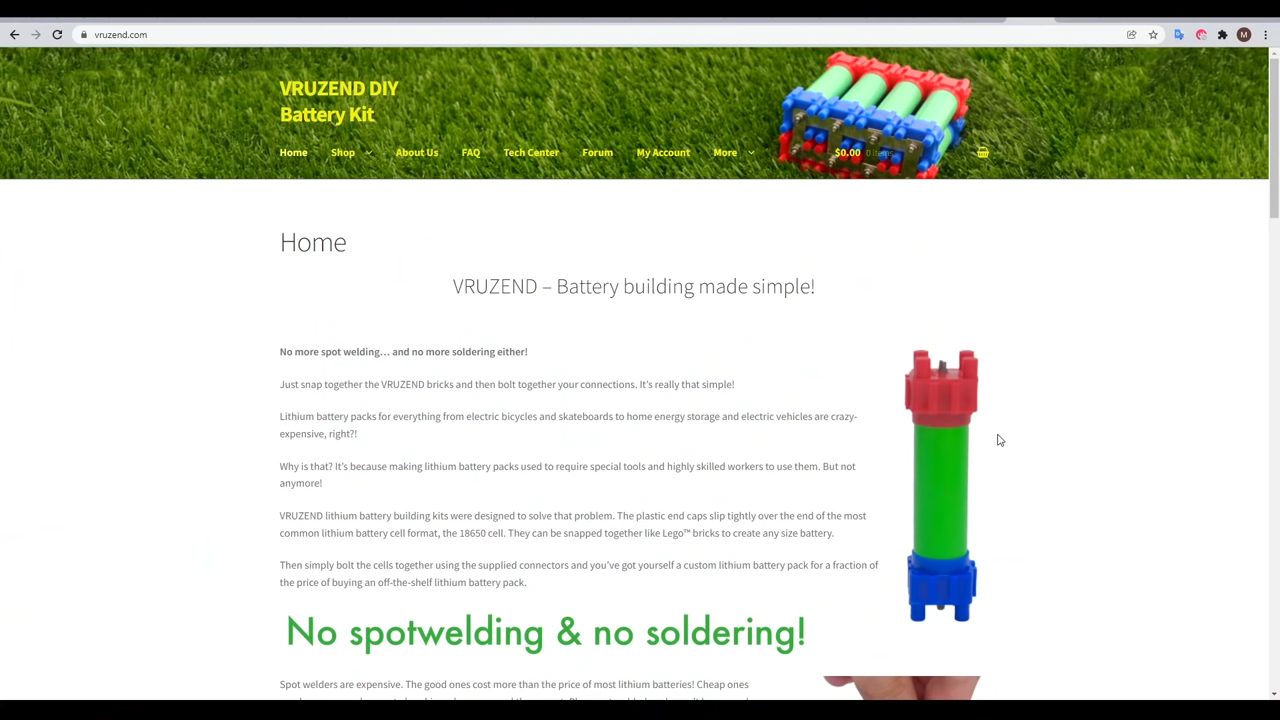 vruzend.com
M
VRUZEND DIY
Battery Kit
Home Shop About Us FAQ Tech Center Forum My Account More $0.00 0 items
Home
VRUZEND – Battery building made simple!
No more spot welding… and no more soldering either!
Just snap together the VRUZEND bricks and then bolt together your connections. It's really that simple!
Lithium battery packs for everything from electric bicycles and skateboards to home energy storage and electric vehicles are crazy-
expensive, right?!
Why is that? It's because making lithium battery packs used to require special tools and highly skilled workers to use them. But not
anymore!
VRUZEND lithium battery building kits were designed to solve that problem. The plastic end caps slip tightly over the end of the most
common lithium battery cell format, the 18650 cell. They can be snapped together like Lego™ bricks to create any size battery.
Then simply bolt the cells together using the supplied connectors and you've got yourself a custom lithium battery pack for a fraction of
the price of buying an off-the-shelf lithium battery pack.
No spotwelding & no soldering!
Spot welders are expensive. The good ones cost more than the price of most lithium batteries! Cheap ones